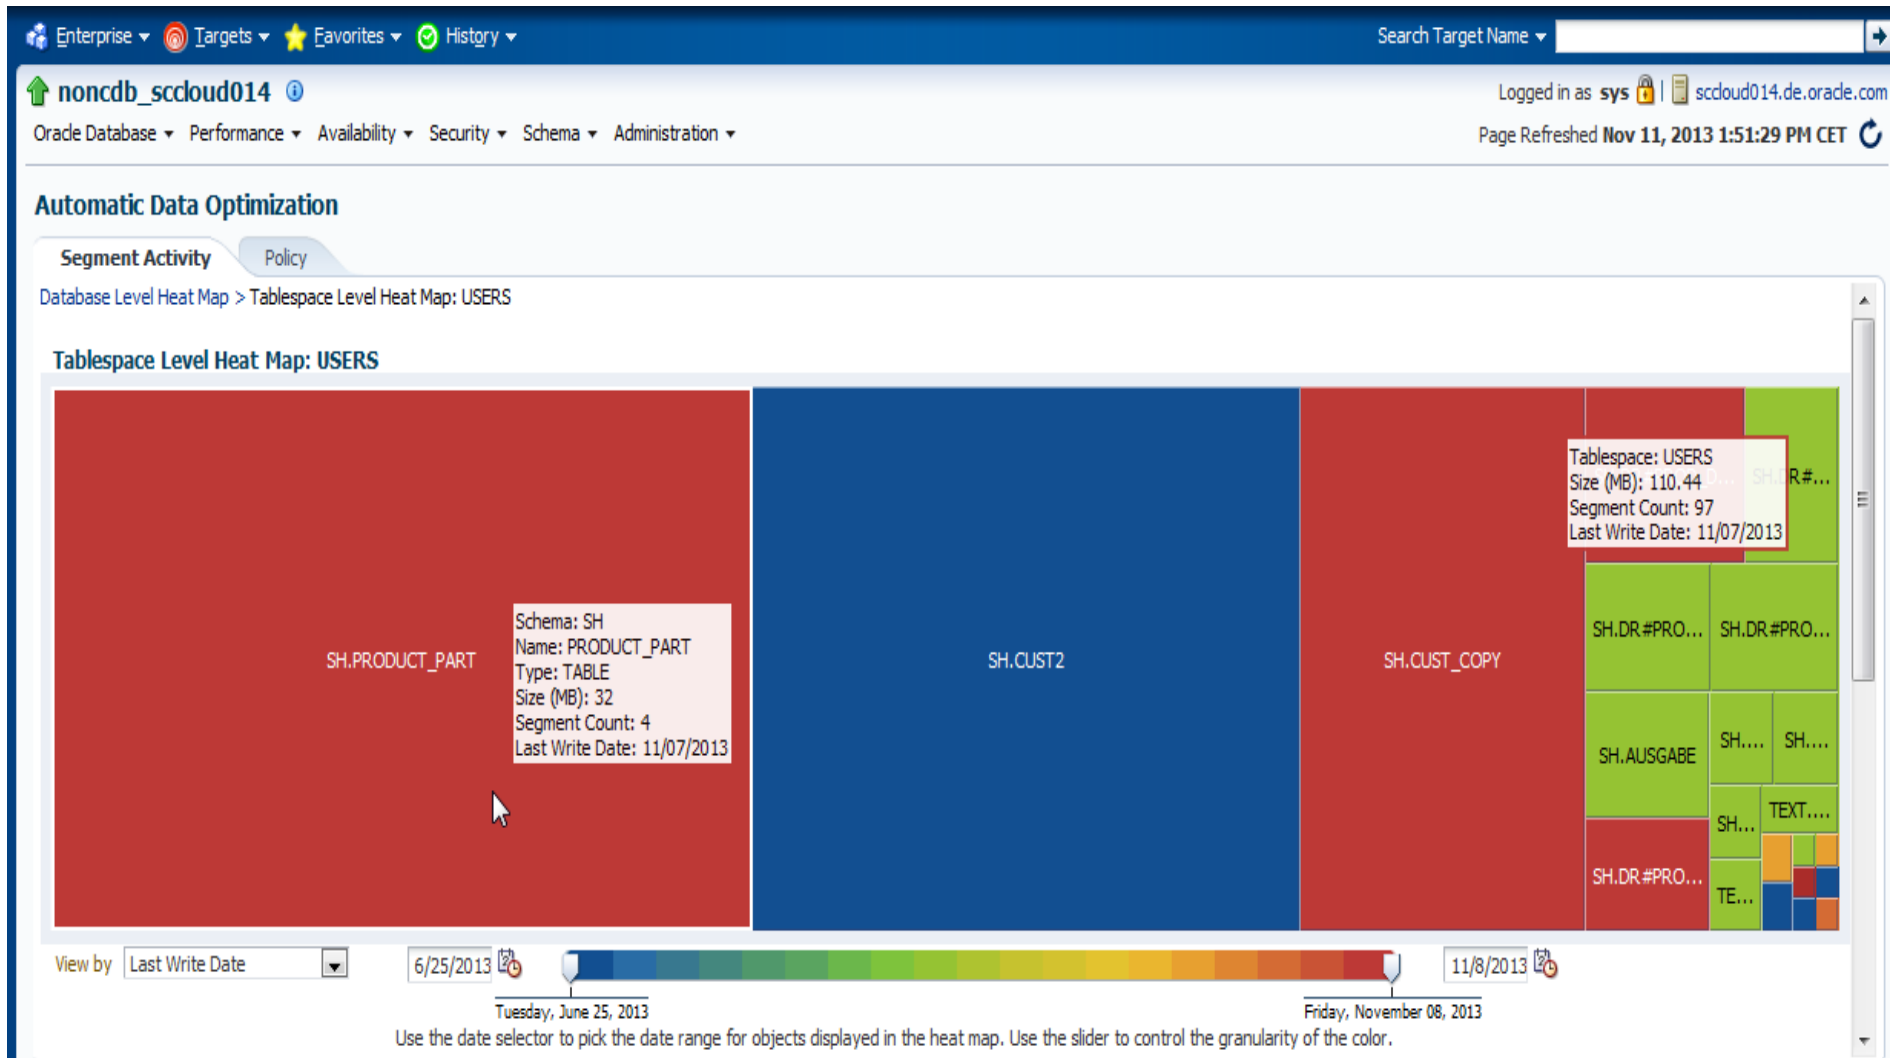 Enterprise Targets Favorites History Search Target Name
noncdb_sccloud014 Logged in as sys sccloud014.de.oracle.com
Oracle Database Performance Availability Security Schema Administration Page Refreshed Nov 11, 2013 1:51:29 PM CET
Automatic Data Optimization
Segment Activity Policy
Database Level Heat Map > Tablespace Level Heat Map: USERS
Tablespace Level Heat Map: USERS
SH.PRODUCT_PART
Schema: SH
Name: PRODUCT_PART
Type: TABLE
Size (MB): 32
Segment Count: 4
Last Write Date: 11/07/2013
SH.CUST2
SH.CUST_COPY
Tablespace: USERS
Size (MB): 110.44
Segment Count: 97
Last Write Date: 11/07/2013
SH.DR#...
SH.DR#PRO... SH.DR#PRO...
SH.AUSGABE SH.... SH....
SH... TEXT....
SH.DR#PRO... TE...
View by Last Write Date 6/25/2013 11/8/2013
Tuesday, June 25, 2013 Friday, November 08, 2013
Use the date selector to pick the date range for objects displayed in the heat map. Use the slider to control the granularity of the color.